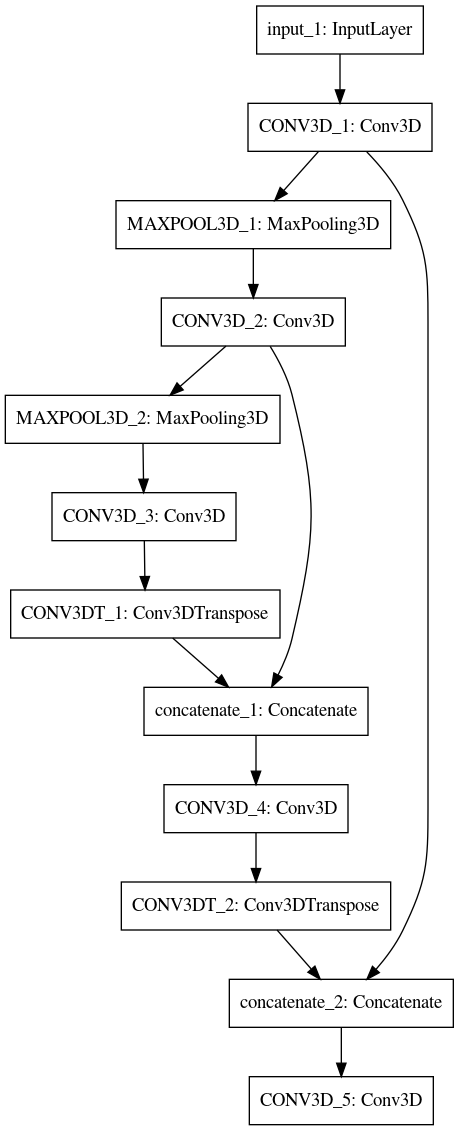 input_1: InputLayer
CONV3D_1: Conv3D
MAXPOOL3D_1: MaxPooling3D
CONV3D_2: Conv3D
MAXPOOL3D_2: MaxPooling3D
CONV3D_3: Conv3D
CONV3DT_1: Conv3DTranspose
concatenate_1: Concatenate
CONV3D_4: Conv3D
CONV3DT_2: Conv3DTranspose
concatenate_2: Concatenate
CONV3D_5: Conv3D